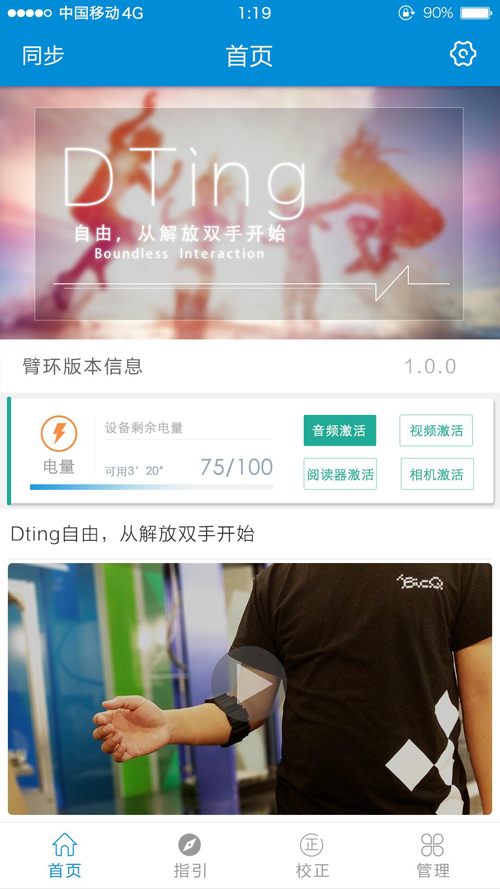 中国移动4G 1:19 90%
同步 首页
DTing
自由，从解放双手开始
Boundless Interaction
臂环版本信息 1.0.0
设备剩余电量
音频激活 视频激活
电量 可用3′20″ 75/100
阅读器激活 相机激活
Dting自由，从解放双手开始
首页 指引 校正 管理
正